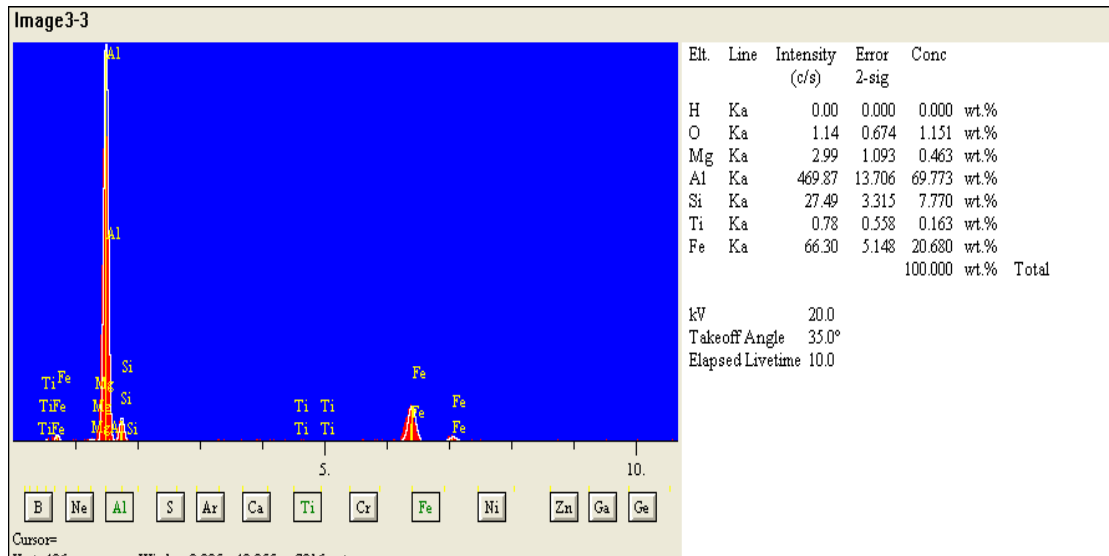 Image3-3
Al
Al
Si
Ti Fe Mg
Si
TiFe Mg
TiFe MgAl Si
Ti Ti
Ti Ti
Fe
Fe
Fe
Fe
5. 10.
B Ne Al S Ar Ca Ti Cr Fe Ni Zn Ga Ge
Cursor=
Elt. Line Intensity Error Conc
(c/s) 2-sig
H Ka 0.00 0.000 0.000 wt.%
O Ka 1.14 0.674 1.151 wt.%
Mg Ka 2.99 1.093 0.463 wt.%
Al Ka 469.87 13.706 69.773 wt.%
Si Ka 27.49 3.315 7.770 wt.%
Ti Ka 0.78 0.558 0.163 wt.%
Fe Ka 66.30 5.148 20.680 wt.%
100.000 wt.% Total
kV 20.0
Takeoff Angle 35.0°
Elapsed Livetime 10.0